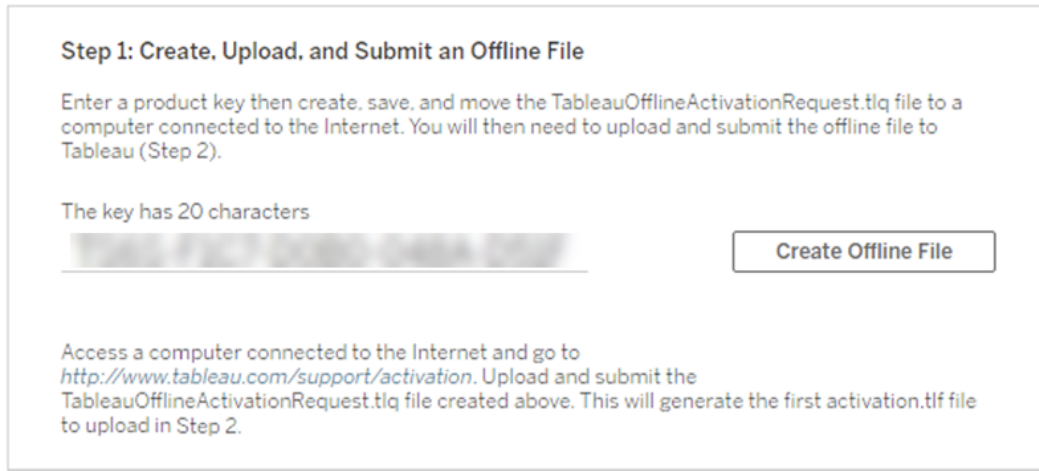 Step 1: Create, Upload, and Submit an Offline File
Enter a product key then create, save, and move the TableauOfflineActivationRequest.tlq file to a
computer connected to the Internet. You will then need to upload and submit the offline file to
Tableau (Step 2).
The key has 20 characters
Create Offline File
Access a computer connected to the Internet and go to
http://www.tableau.com/support/activation. Upload and submit the
TableauOfflineActivationRequest.tlq file created above. This will generate the first activation.tlf file
to upload in Step 2.